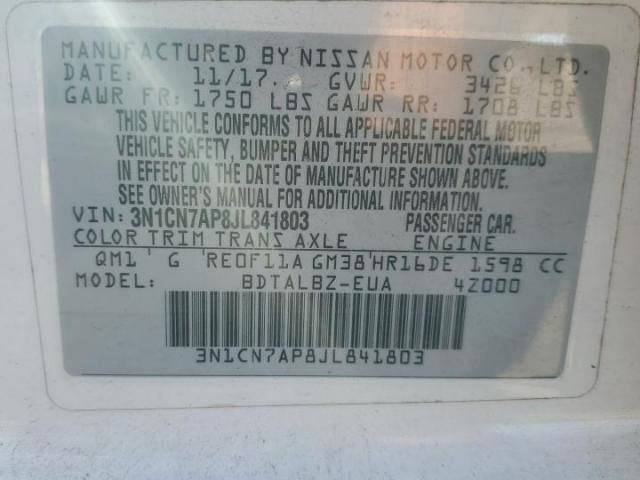 MANUFACTURED BY NISSAN MOTOR CO., LTD.
DATE: 11/17. GVWR: 3426 LBS
GAWR FR: 1750 LBS GAWR RR: 1708 LBS
THIS VEHICLE CONFORMS TO ALL APPLICABLE FEDERAL MOTOR
VEHICLE SAFETY, BUMPER AND THEFT PREVENTION STANDARDS
IN EFFECT ON THE DATE OF MANUFACTURE SHOWN ABOVE.
SEE OWNER'S MANUAL FOR ADDITIONAL INFORMATION.
VIN: 3N1CN7AP8JL841803 PASSENGER CAR.
COLOR TRIM TRANS AXLE ENGINE
QM1 G RE0F11A GM38 HR16DE 1598 CC
MODEL: BDTALBZ-EUA 4Z000
3N1CN7AP8JL841803